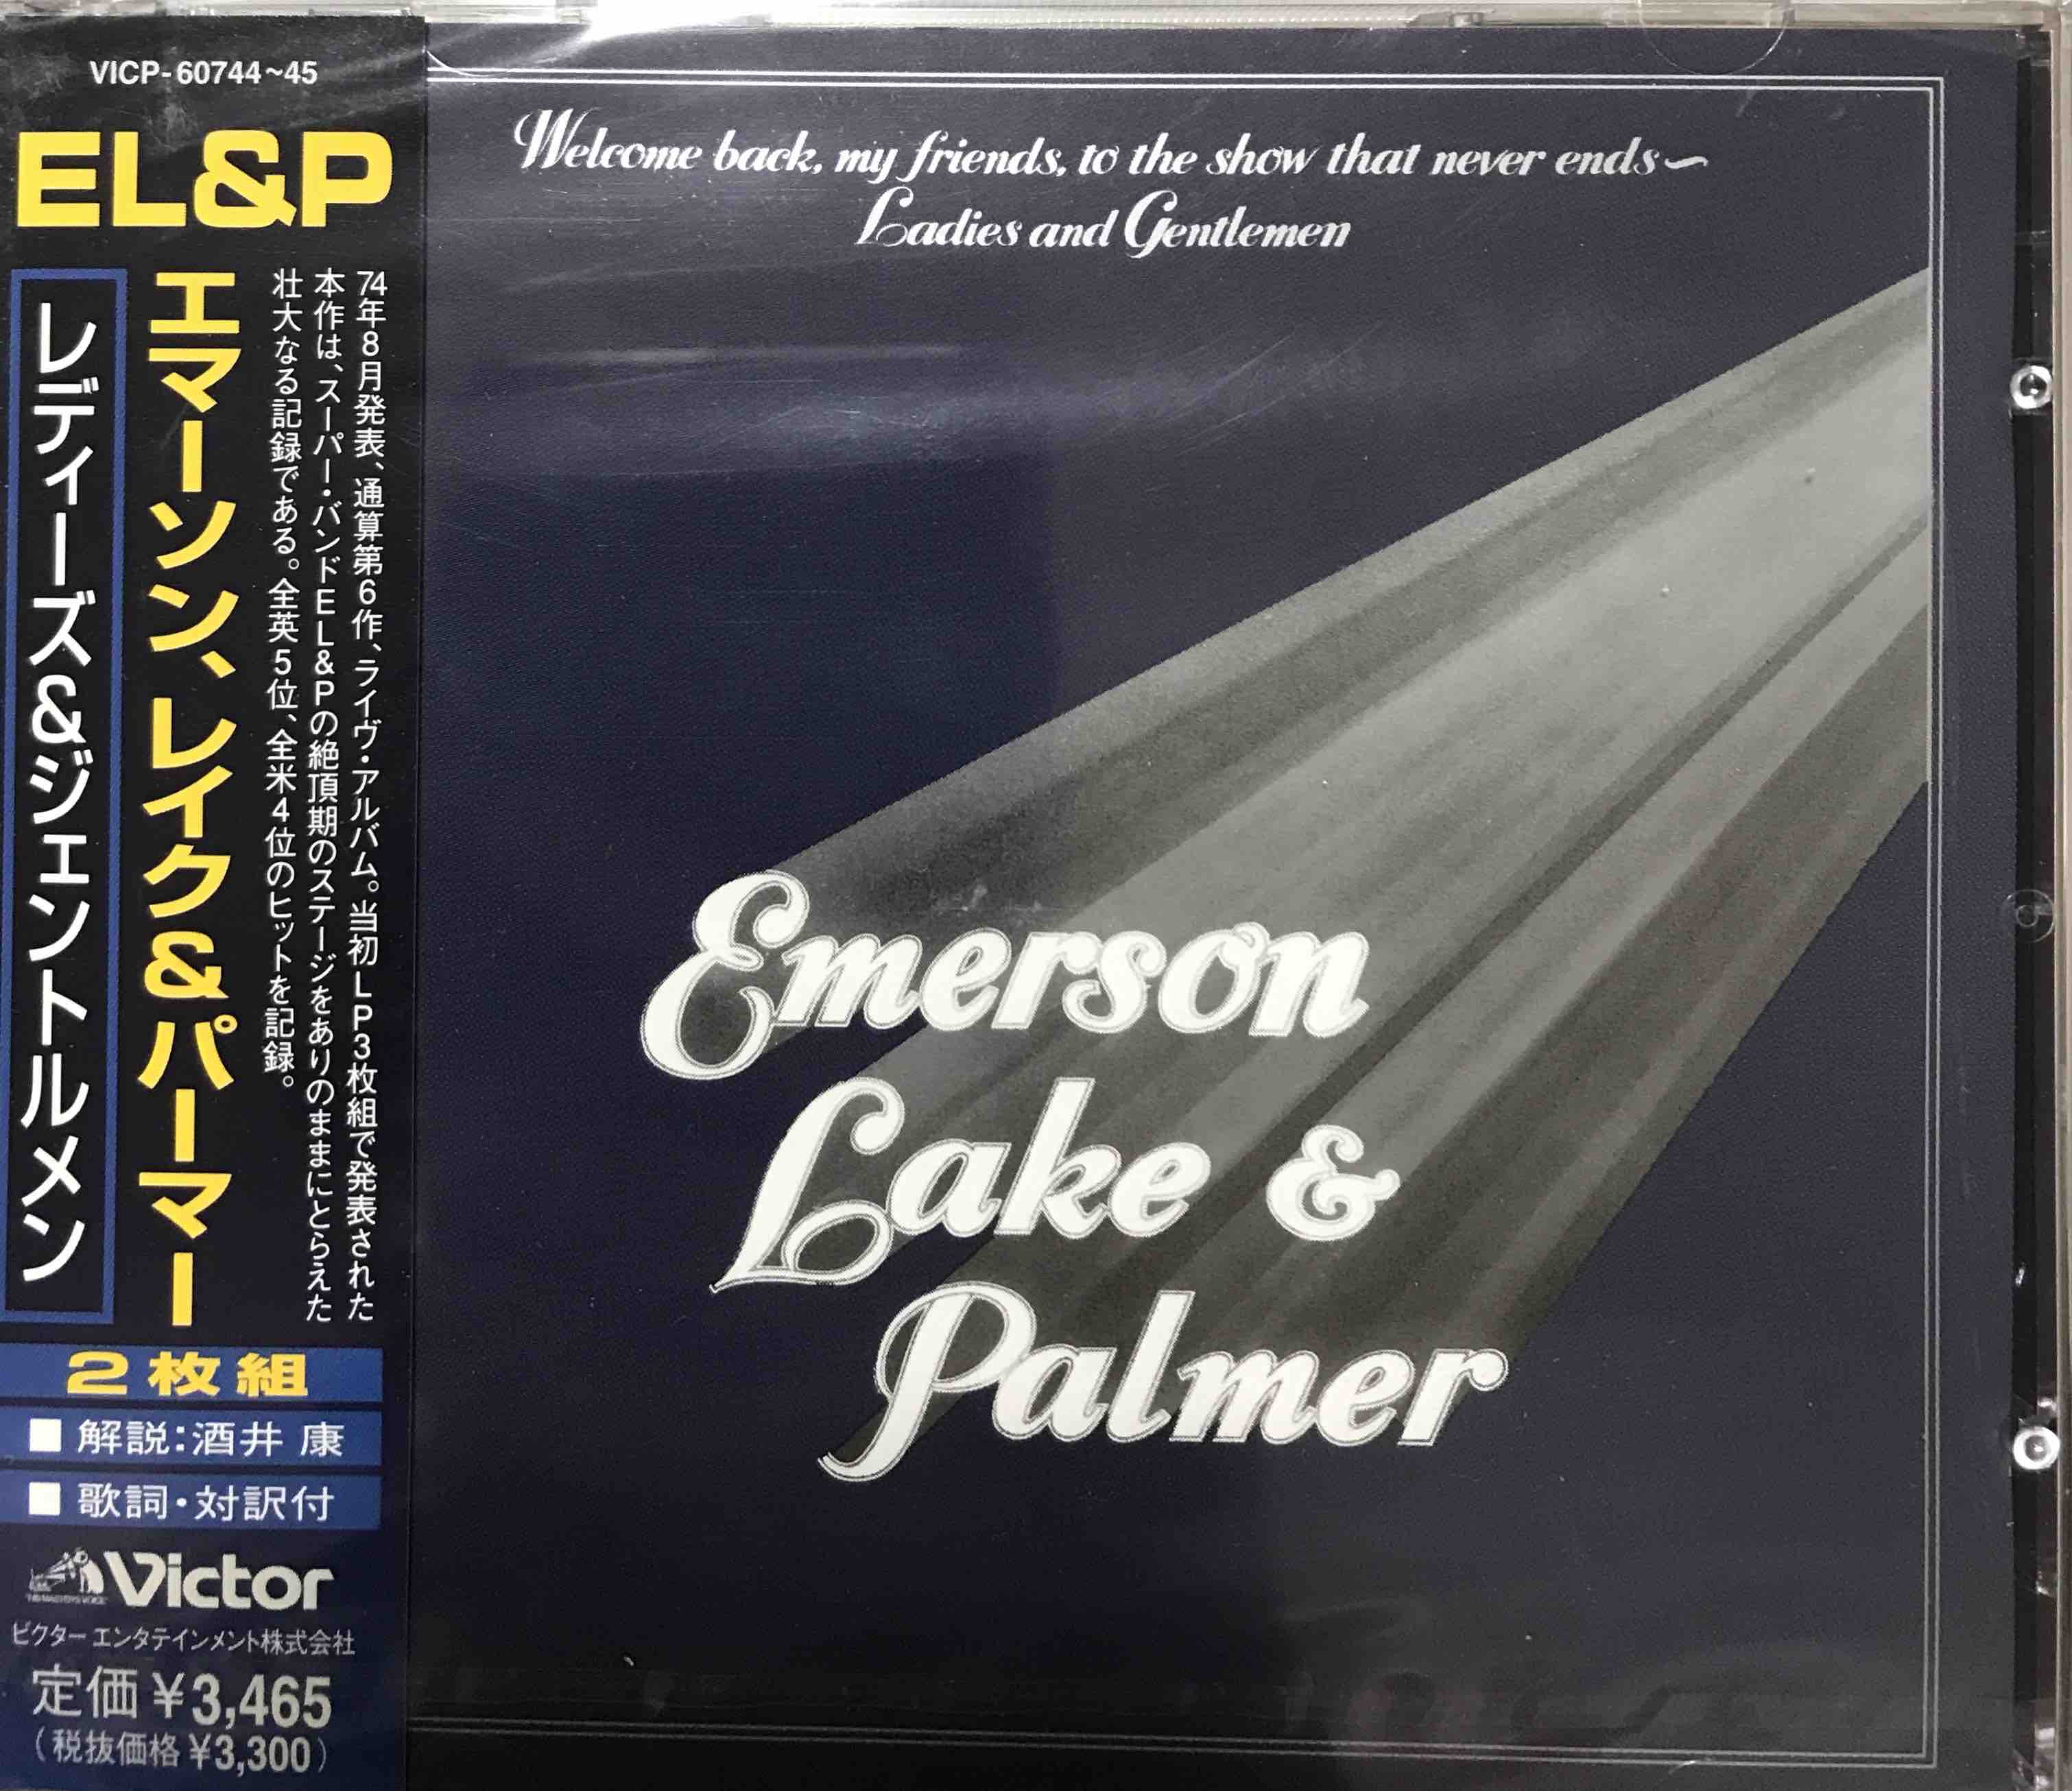 VICP-60744~45
EL&P
74年8月発表、通算第6作、ライヴ・アルバム。当初LP3枚組で発表された
本作は、スーパー・バンドEL&Pの絶頂期のステージをありのままにとらえた
壮大なる記録である。全英5位、全米4位のヒットを記録。
エマーソン、レイク&パーマー
レディーズ&ジェントルメン
2枚組
■ 解説:酒井 康
■ 歌詞・対訳付
Victor
ビクター エンタテインメント株式会社
定価 ¥3,465
(税抜価格 ¥3,300)
Welcome back, my friends, to the show that never ends~
Ladies and Gentlemen
Emerson
Lake &
Palmer